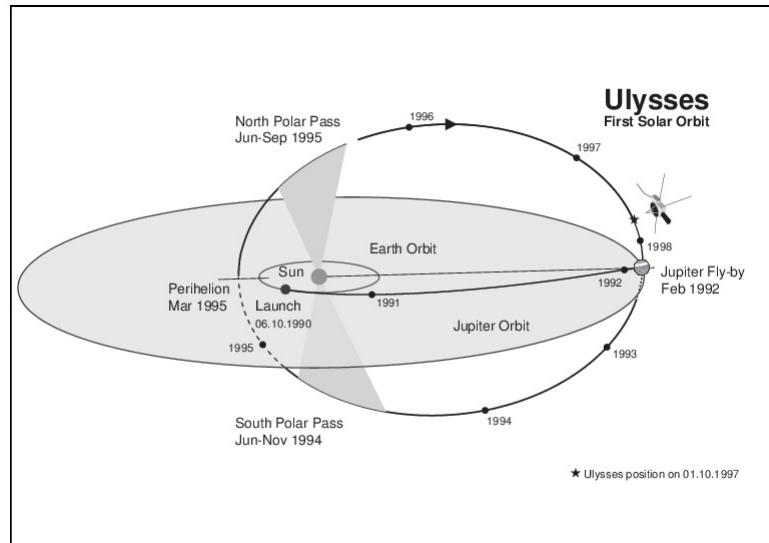 Ulysses
First Solar Orbit
North Polar Pass
Jun-Sep 1995
1996
1997
1998
Earth Orbit
Sun
Jupiter Fly-by
Feb 1992
1992
Perihelion
Mar 1995
Launch
06.10.1990
1991
Jupiter Orbit
1995
1993
1994
South Polar Pass
Jun-Nov 1994
★ Ulysses position on 01.10.1997